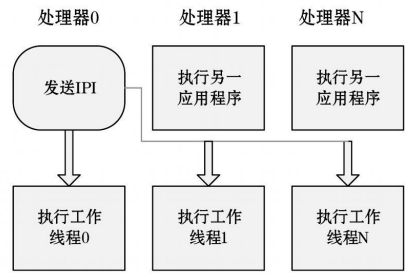 处理器0 处理器1 处理器N
发送IPI
执行另一
应用程序
执行另一
应用程序
执行工作
线程0
执行工作
线程1
执行工作
线程N